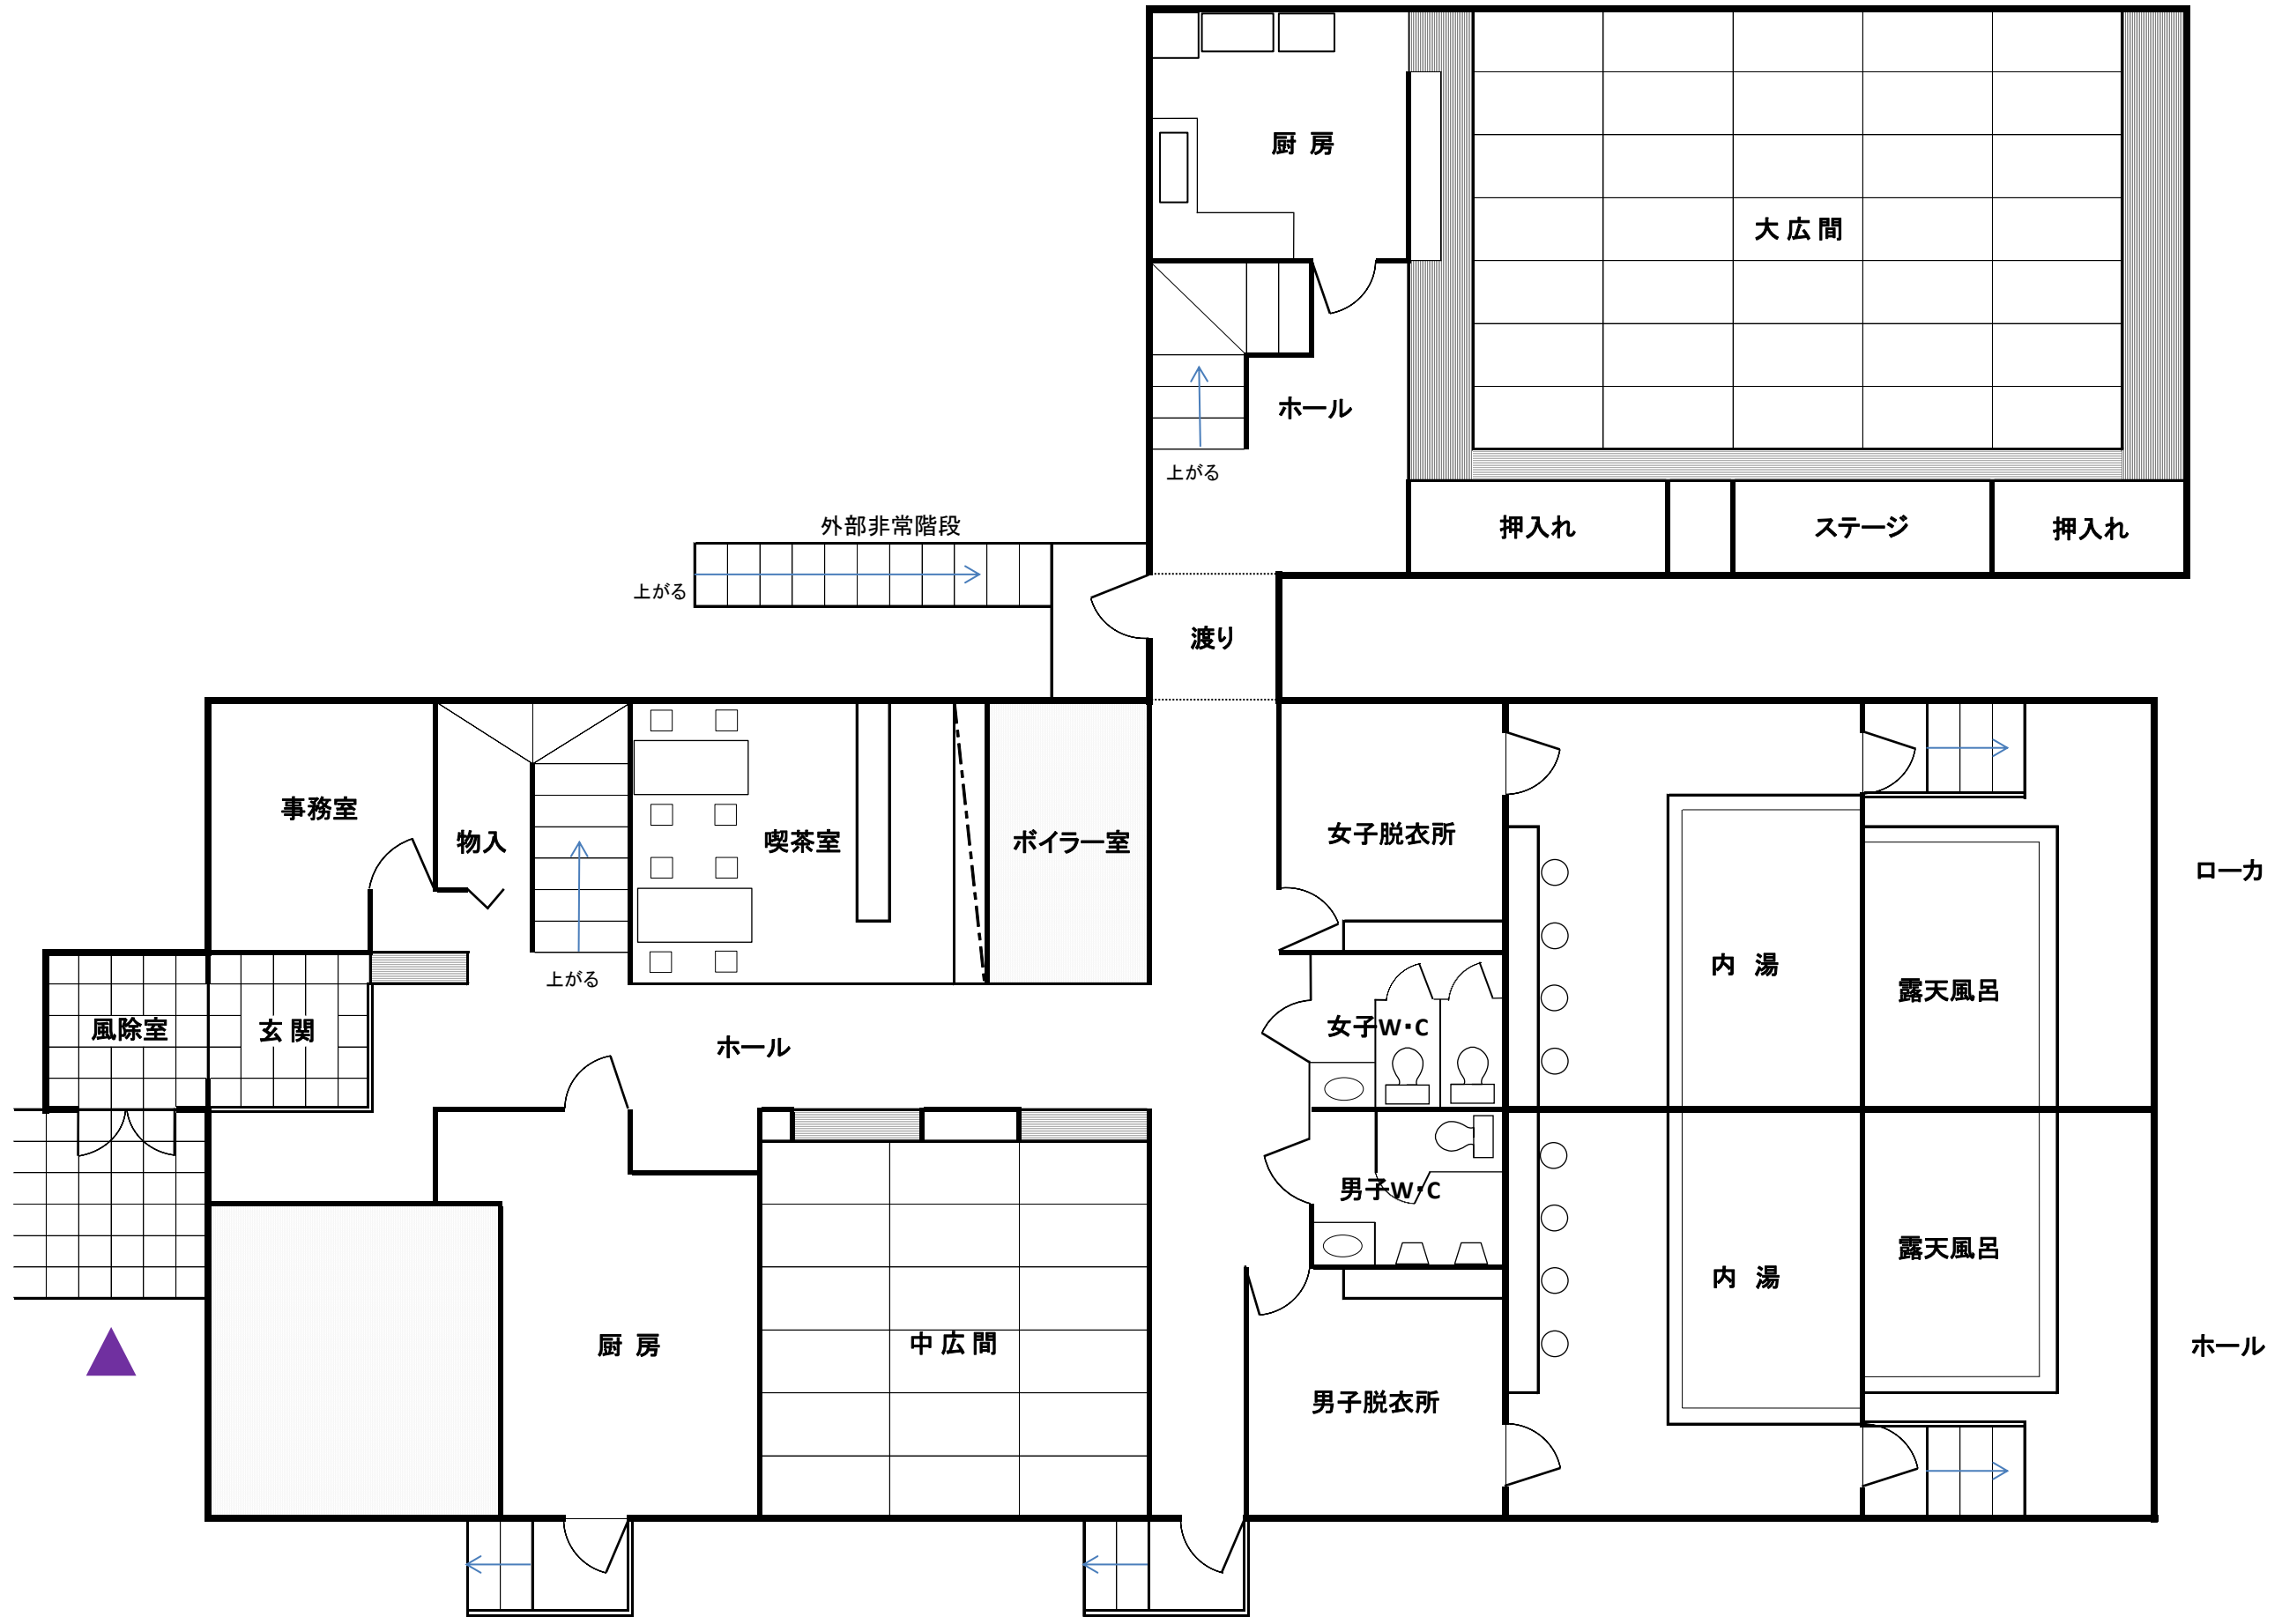 厨 房
大 広 間
ホール
上がる
外部非常階段
上がる
押入れ
ステージ
押入れ
渡り
事務室
物入
喫茶室
ボイラー室
女子脱衣所
ローカ
内 湯
露天風呂
上がる
風除室
玄 関
ホール
女子W・C
男子W・C
露天風呂
内 湯
厨 房
中 広 間
男子脱衣所
ホール